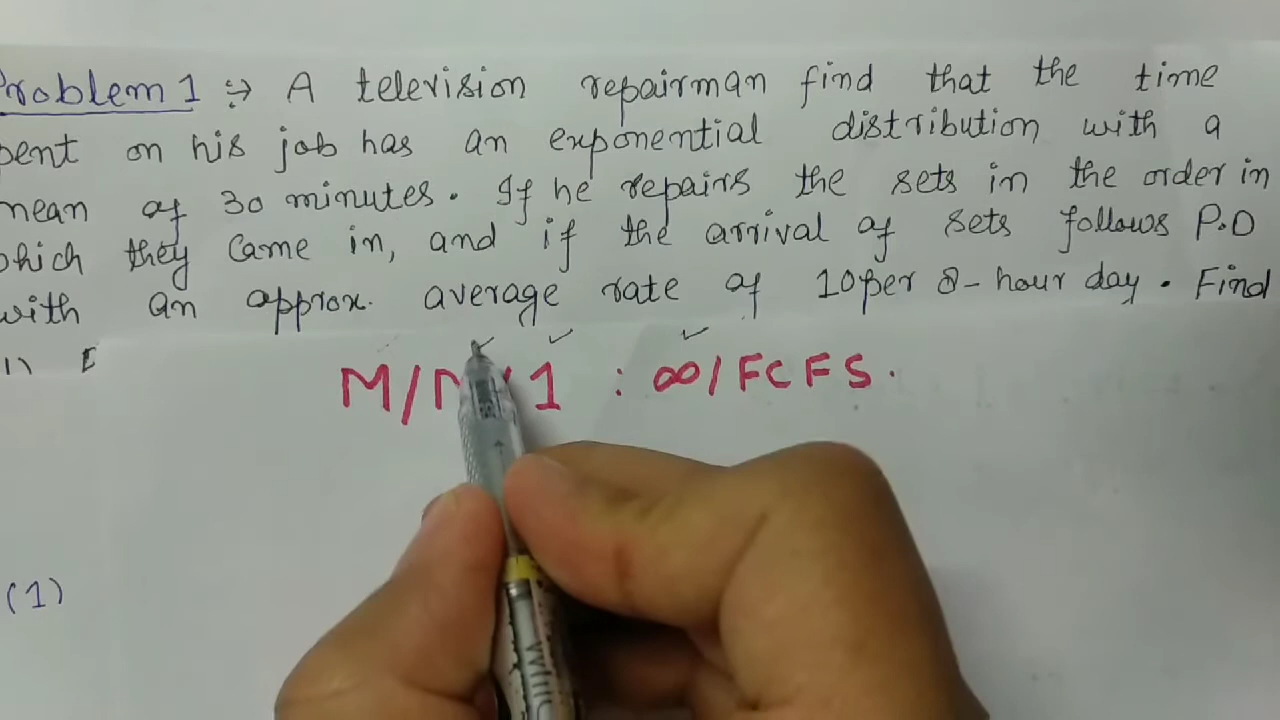 Problem 1 :→ A television repairman find that the time
pent on his job has an exponential distribution with a
mean of 30 minutes. If he repairs the sets in the order in
which they came in, and if the arrival of sets follows P.D
with an approx. average rate of 10 per 8-hour day. Find
1) [
M/M/1 : ∞/FCFS.
(1)